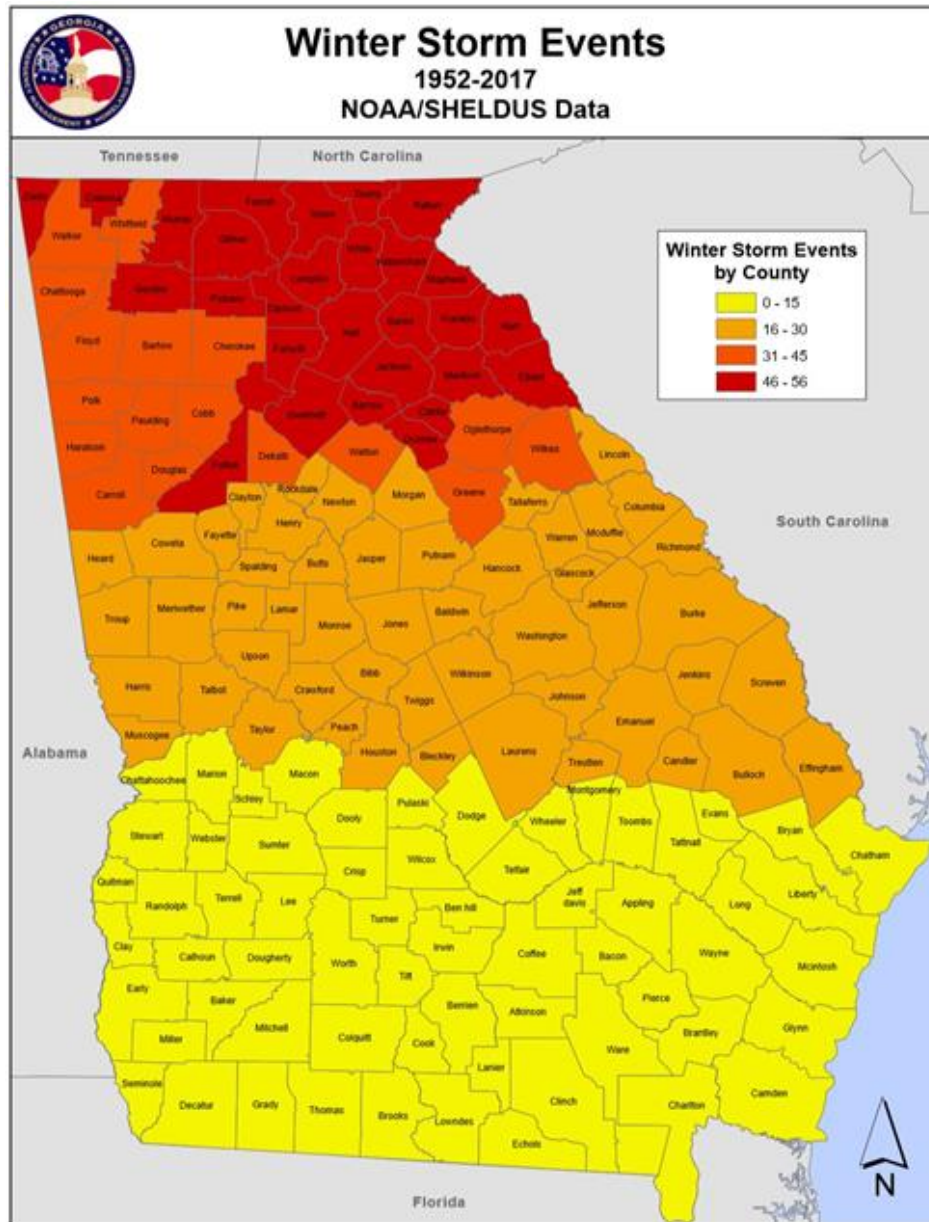 GEORGIA
Winter Storm Events
1952-2017
NOAA/SHELDUS Data
Tennessee
North Carolina
Winter Storm Events
by County
0 - 15
16 - 30
31 - 45
46 - 56
South Carolina
Alabama
Florida
N
Walker
Whitfield
Chattooga
Floyd
Bartow
Cherokee
Polk
Paulding
Cobb
Haralson
Douglas
Carroll
Dekalb
Walton
Oglethorpe
Wilkes
Greene
Lincoln
Clayton
Rockdale
Newton
Morgan
Taliaferro
Columbia
Heard
Coweta
Fayette
Henry
Spalding
Butts
Jasper
Putnam
Hancock
Warren
Mcduffie
Richmond
Glascock
Troup
Meriwether
Pike
Lamar
Monroe
Jones
Baldwin
Washington
Jefferson
Burke
Upson
Bibb
Wilkinson
Jenkins
Screven
Harris
Talbot
Crawford
Twiggs
Johnson
Emanuel
Muscogee
Taylor
Peach
Houston
Bleckley
Laurens
Treutlen
Candler
Bulloch
Effingham
Chattahoochee
Marion
Macon
Schley
Dooly
Pulaski
Dodge
Wheeler
Montgomery
Toombs
Tattnall
Evans
Bryan
Chatham
Stewart
Webster
Sumter
Crisp
Wilcox
Telfair
Jeff
davis
Appling
Long
Liberty
Quitman
Randolph
Terrell
Lee
Turner
Ben hill
Irwin
Coffee
Bacon
Wayne
Mcintosh
Clay
Calhoun
Dougherty
Worth
Tift
Early
Baker
Mitchell
Berrien
Atkinson
Pierce
Brantley
Glynn
Miller
Colquitt
Cook
Lanier
Ware
Seminole
Decatur
Grady
Thomas
Brooks
Lowndes
Clinch
Echols
Charlton
Camden
Fulton
Gwinnett
Jackson
Hall
Elbert
Gordon